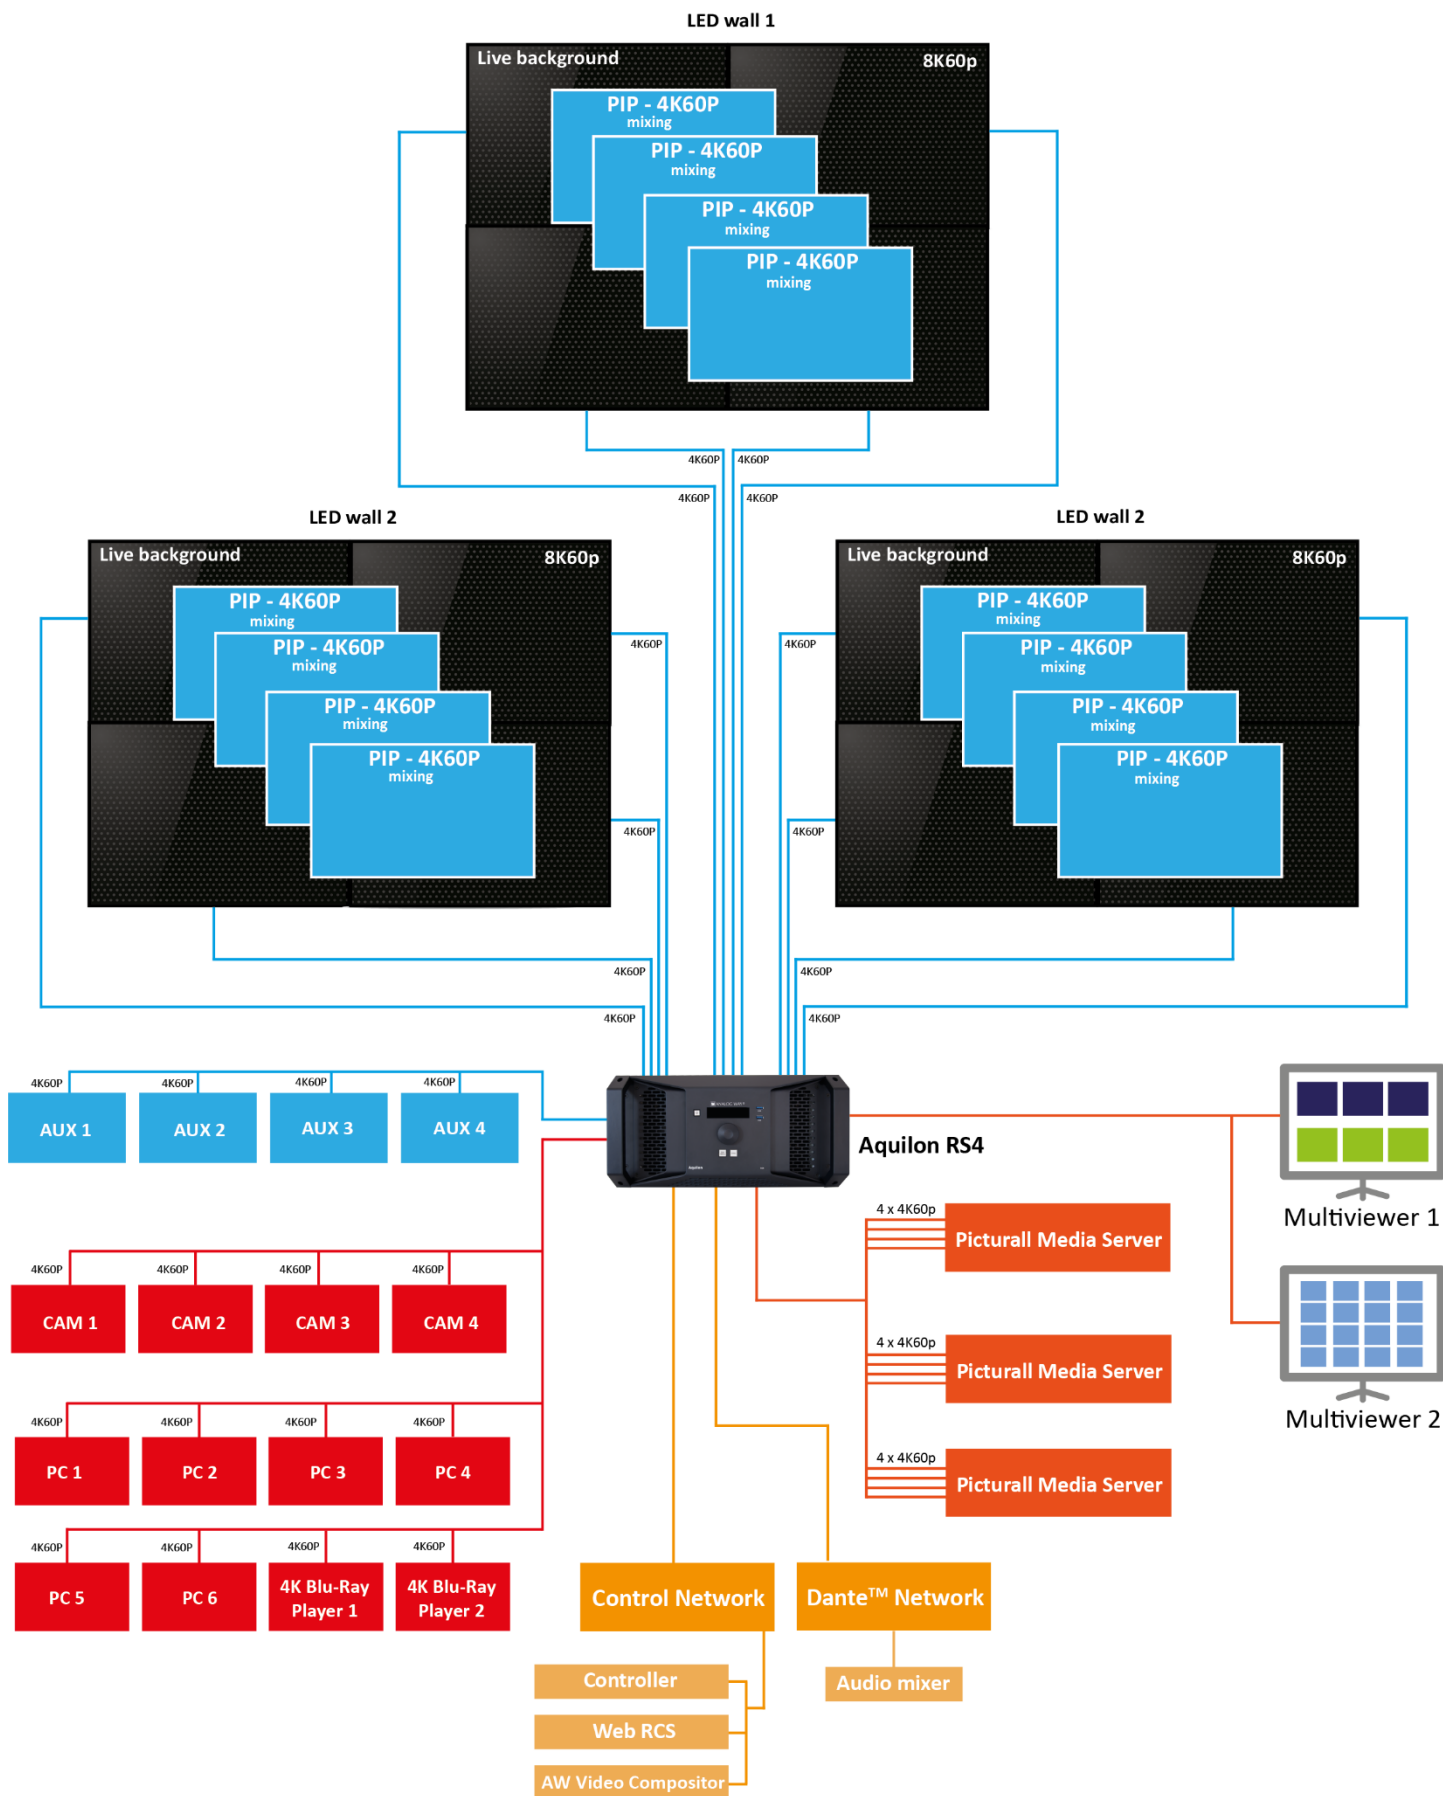 LED wall 1
Live background
8K60p
PIP - 4K60P
mixing
PIP - 4K60P
mixing
PIP - 4K60P
mixing
PIP - 4K60P
mixing
4K60P
4K60P
4K60P
4K60P
LED wall 2
Live background
8K60p
PIP - 4K60P
mixing
PIP - 4K60P
mixing
PIP - 4K60P
mixing
PIP - 4K60P
mixing
4K60P
4K60P
4K60P
4K60P
LED wall 2
Live background
8K60p
PIP - 4K60P
mixing
PIP - 4K60P
mixing
PIP - 4K60P
mixing
PIP - 4K60P
mixing
4K60P
4K60P
4K60P
4K60P
4K60P
4K60P
4K60P
4K60P
AUX 1
AUX 2
AUX 3
AUX 4
Aquilon RS4
Multiviewer 1
4K60P
4K60P
4K60P
4K60P
CAM 1
CAM 2
CAM 3
CAM 4
4 x 4K60p
Picturall Media Server
4 x 4K60p
Picturall Media Server
4 x 4K60p
Picturall Media Server
Multiviewer 2
4K60P
4K60P
4K60P
4K60P
PC 1
PC 2
PC 3
PC 4
4K60P
4K60P
4K60P
4K60P
PC 5
PC 6
4K Blu-Ray
Player 1
4K Blu-Ray
Player 2
Control Network
Dante™ Network
Controller
Web RCS
AW Video Compositor
Audio mixer